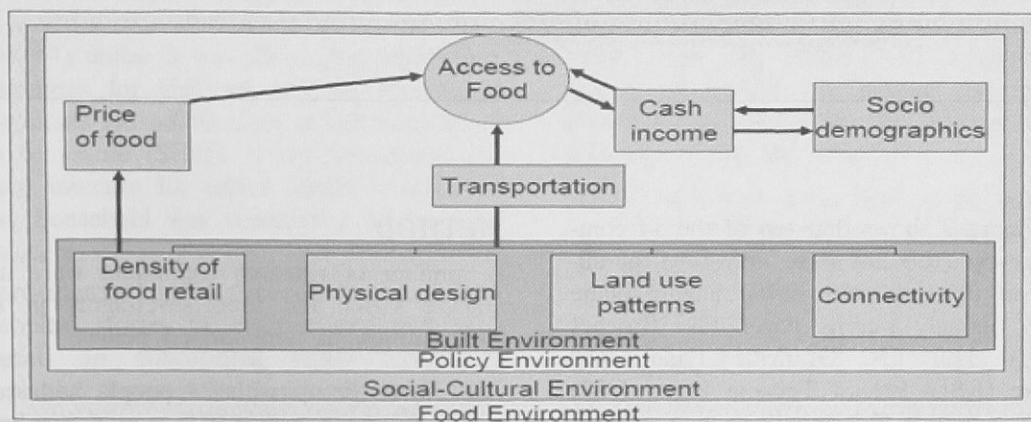 Access to
Food
Price
of food
Cash
income
Socio
demographics
Transportation
Density of
food retail
Physical design
Land use
patterns
Connectivity
Built Environment
Policy Environment
Social-Cultural Environment
Food Environment